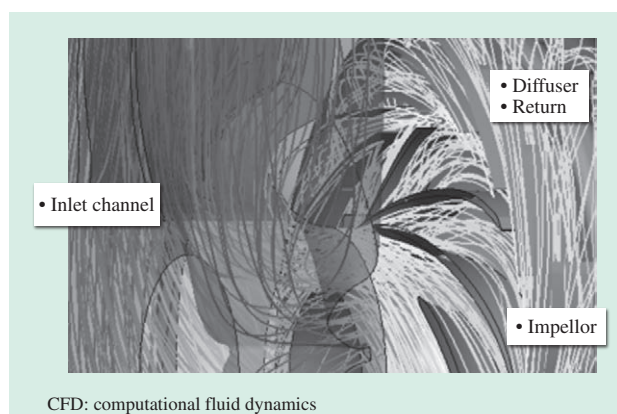 • Diffuser
• Return
• Inlet channel
• Impellor
CFD: computational fluid dynamics